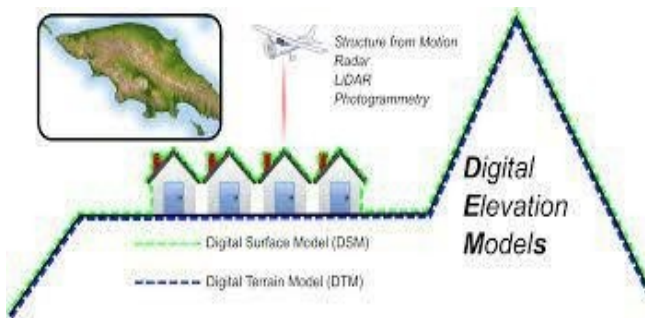 Structure from Motion
Radar
LiDAR
Photogrammetry
Digital
Elevation
Models
Digital Surface Model (DSM)
Digital Terrain Model (DTM)